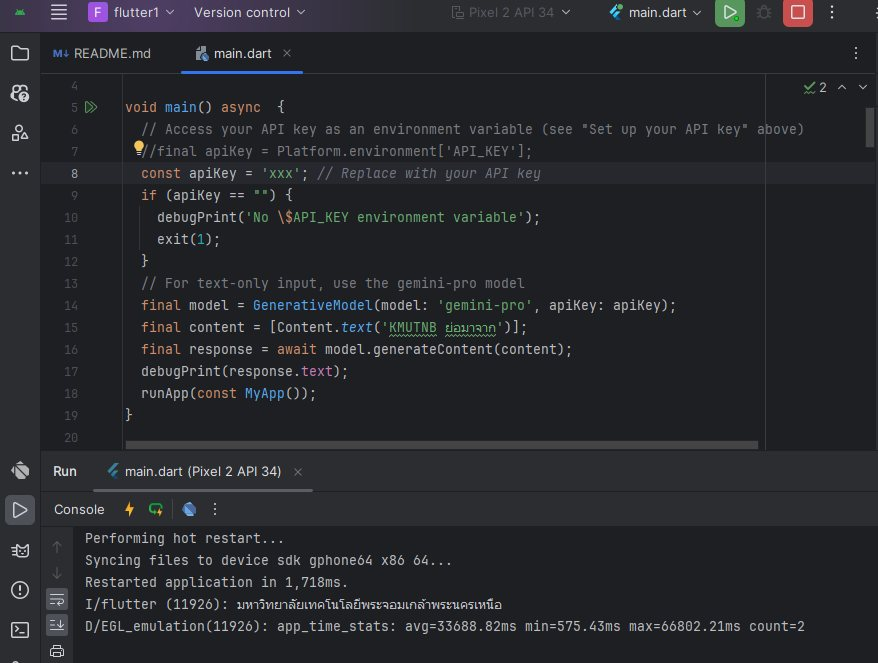 F flutter1 Version control Pixel 2 API 34 main.dart
M↓ README.md main.dart
4
2
5 void main() async {
6 // Access your API key as an environment variable (see "Set up your API key" above)
7 //final apiKey = Platform.environment['API_KEY'];
8 const apiKey = 'xxx'; // Replace with your API key
9 if (apiKey == "") {
10 debugPrint('No \$API_KEY environment variable');
11 exit(1);
12 }
13 // For text-only input, use the gemini-pro model
14 final model = GenerativeModel(model: 'gemini-pro', apiKey: apiKey);
15 final content = [Content.text('KMUTNB ย่อมาจาก')];
16 final response = await model.generateContent(content);
17 debugPrint(response.text);
18 runApp(const MyApp());
19 }
20
Run main.dart (Pixel 2 API 34)
Console
Performing hot restart...
Syncing files to device sdk gphone64 x86 64...
Restarted application in 1,718ms.
I/flutter (11926): มหาวิทยาลัยเทคโนโลยีพระจอมเกล้าพระนครเหนือ
D/EGL_emulation(11926): app_time_stats: avg=33688.82ms min=575.43ms max=66802.21ms count=2